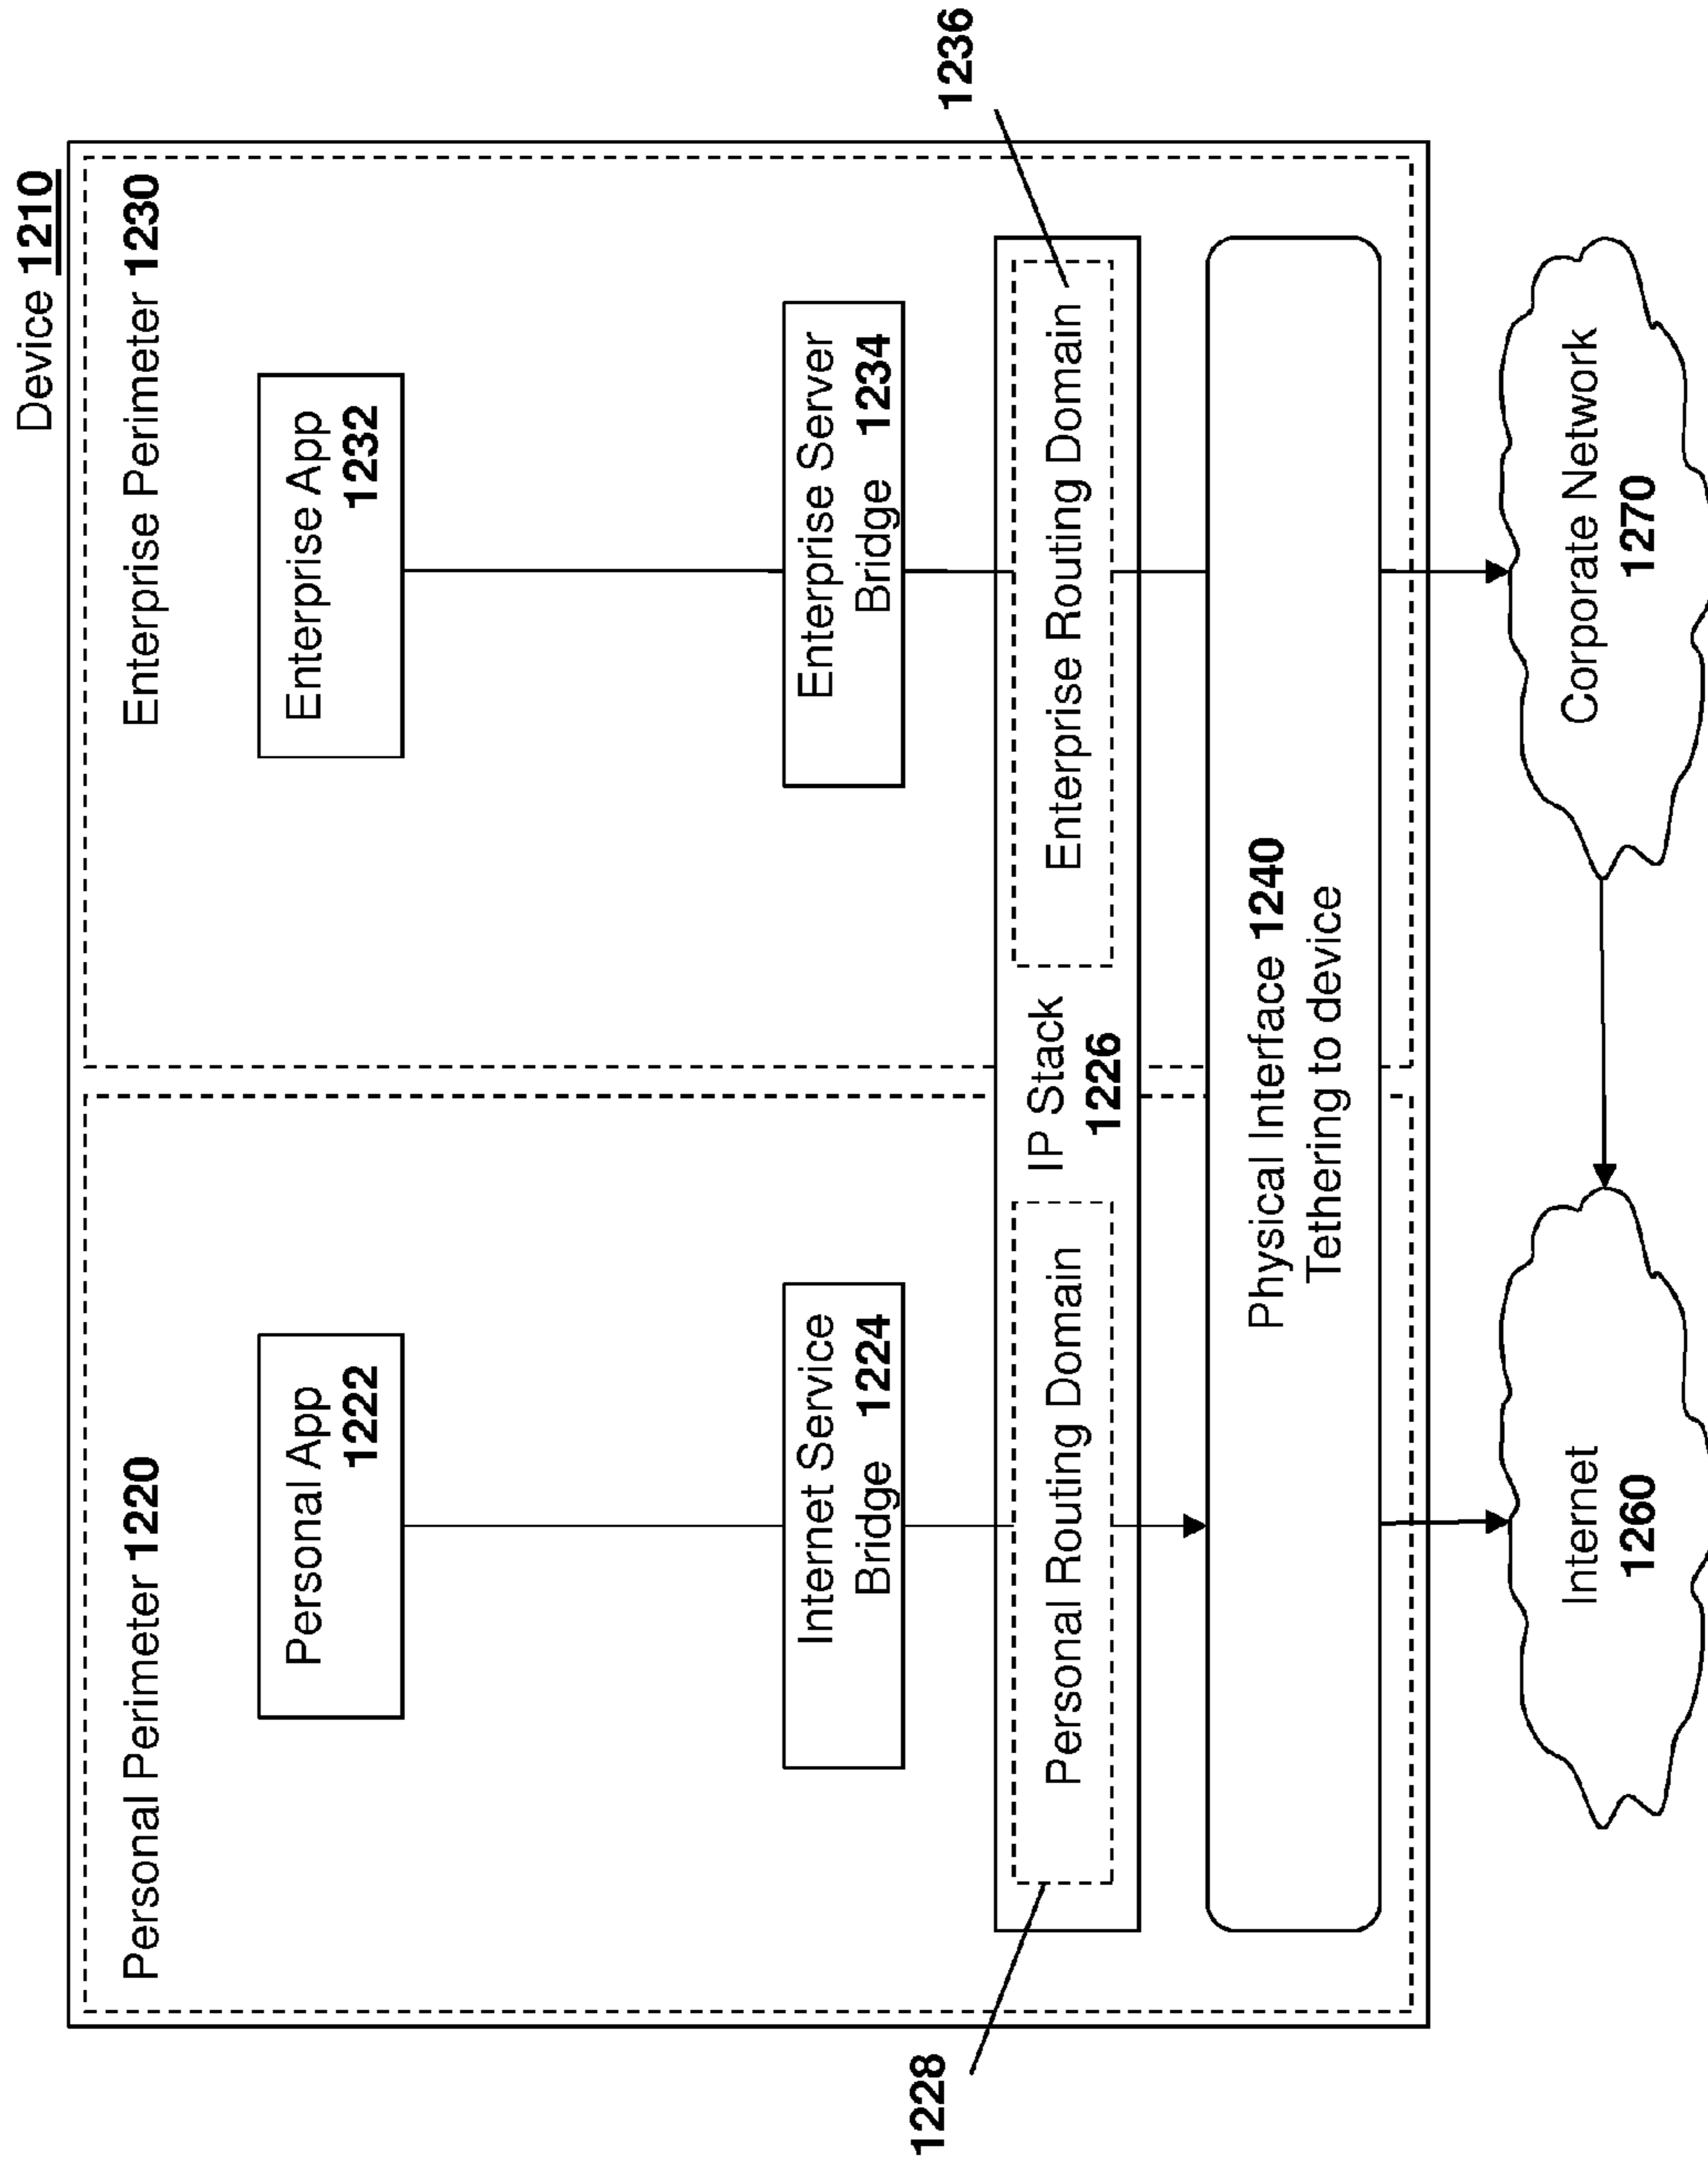 Device 1210
Personal Perimeter 1220
Enterprise Perimeter 1230
Personal App
1222
Enterprise App
1232
Internet Service
Bridge 1224
Enterprise Server
Bridge 1234
1228
1236
Personal Routing Domain
IP Stack
1226
Enterprise Routing Domain
Physical Interface 1240
Tethering to device
Internet
1260
Corporate Network
1270